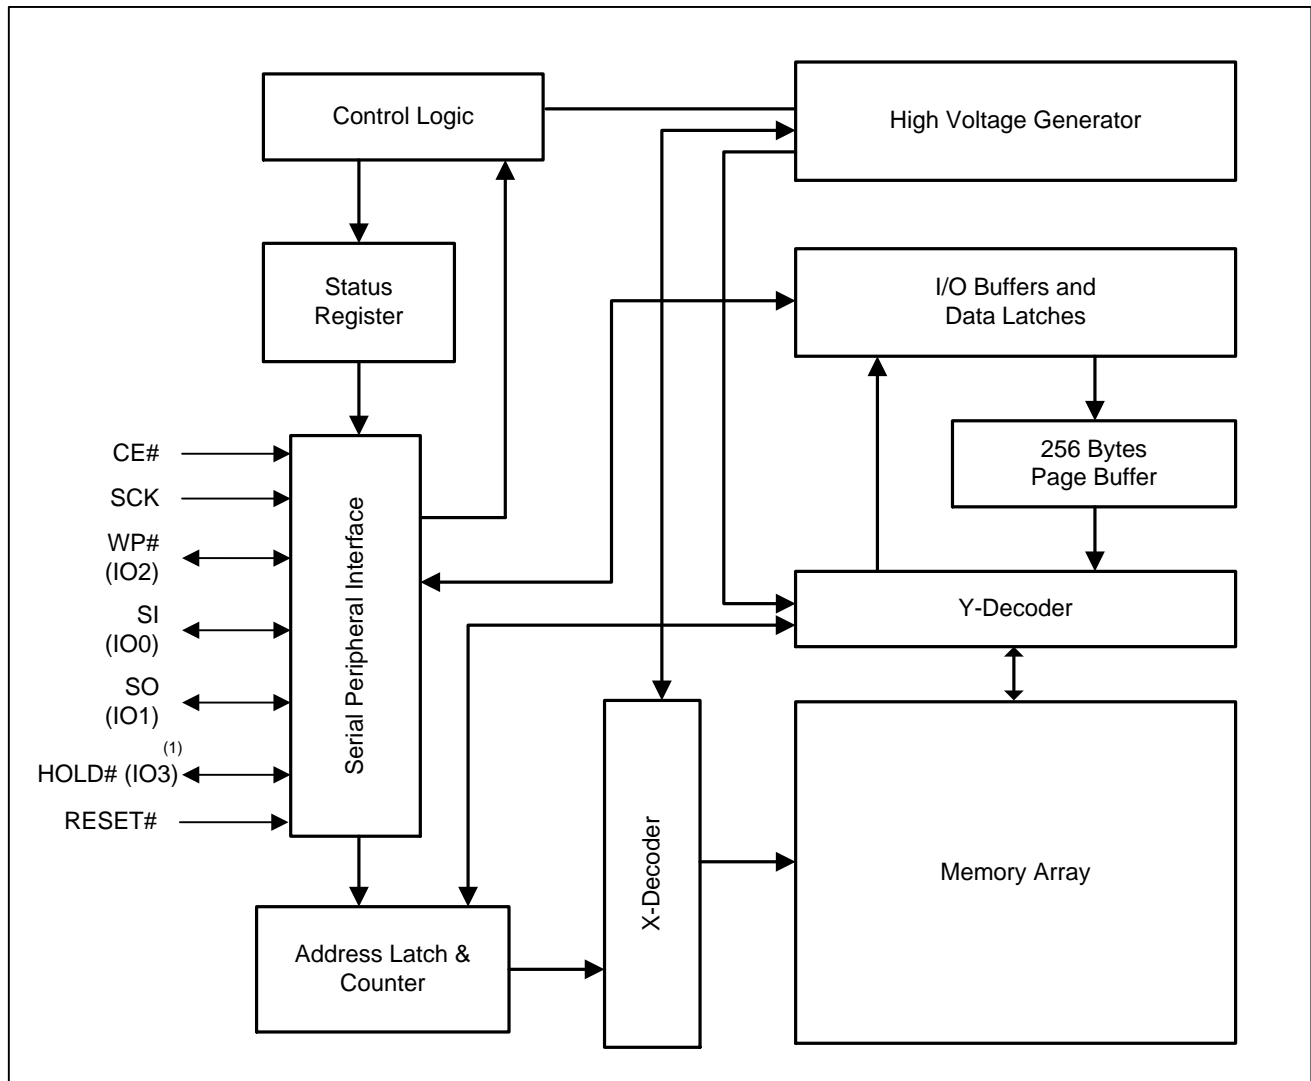 Control Logic
High Voltage Generator
Status
Register
I/O Buffers and
Data Latches
256 Bytes
Page Buffer
Y-Decoder
CE#
SCK
WP#
(IO2)
SI
(IO0)
SO
(IO1)
(1)
HOLD# (IO3)
RESET#
Serial Peripheral Interface
X-Decoder
Memory Array
Address Latch &
Counter